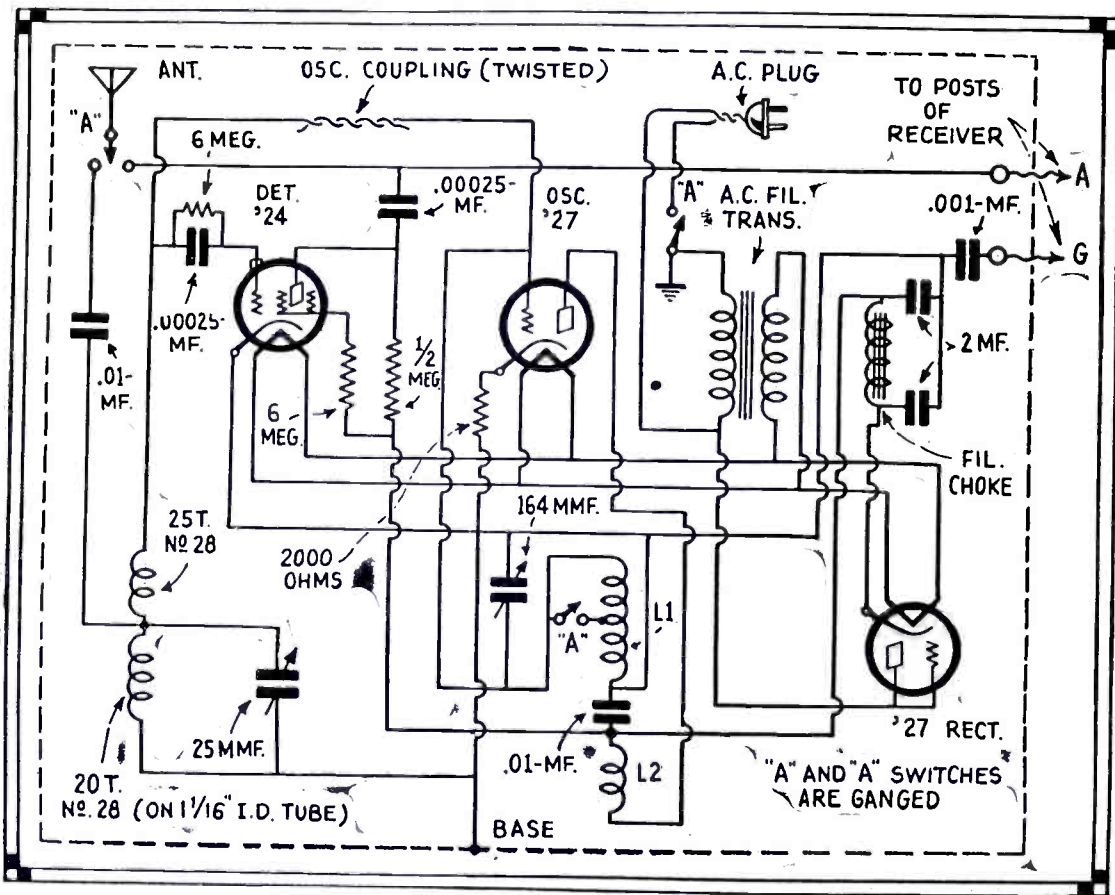 ANT.
OSC. COUPLING (TWISTED)
A.C. PLUG
TO POSTS
OF
RECEIVER
"A"
6 MEG.
A
DET.
'24
.00025-
MF.
OSC.
'27
"A"
A.C. FIL.
TRANS.
.001-MF.
G
.00025-
MF.
.01-
MF.
1/2
MEG.
6
MEG.
2 MF.
FIL.
CHOKE
25 T.
No. 28
164 MMF.
2000
OHMS
"A"
L1
25 MMF.
.01-MF.
L2
'27 RECT.
20 T.
No. 28 (ON 1 1/16" I.D. TUBE)
"A" AND "A" SWITCHES
ARE GANGED
BASE